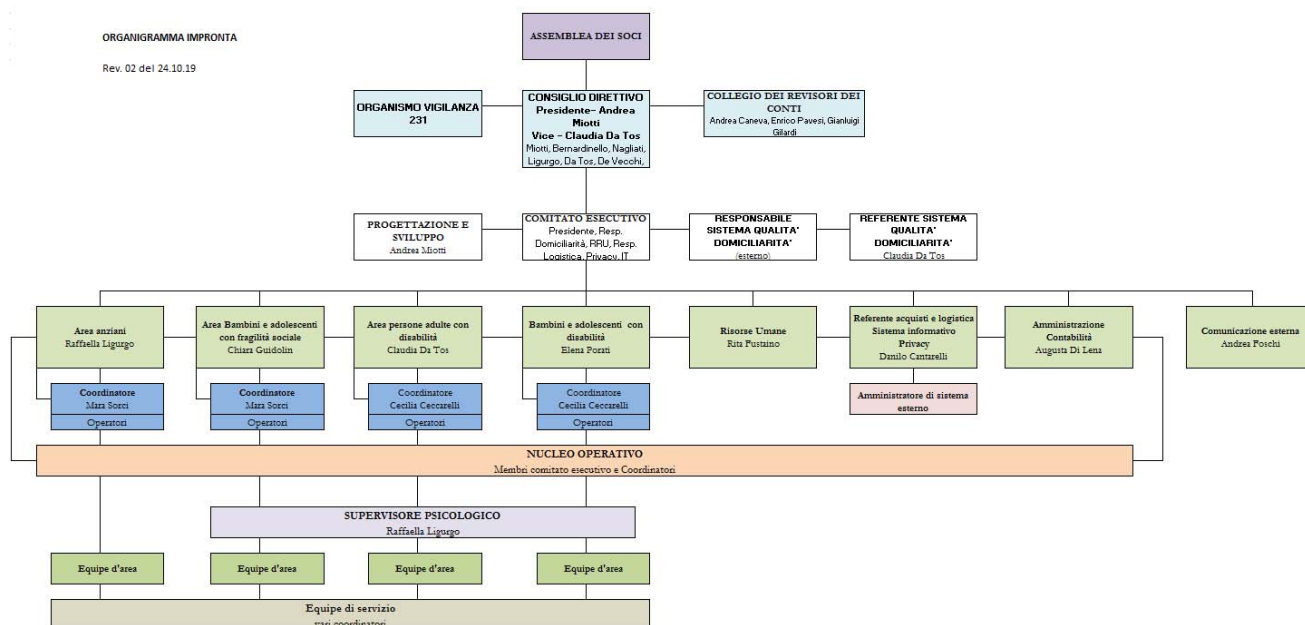 ORGANIGRAMMA IMPRONTA
Rev. 02 del 24.10.19
ASSEMBLEA DEI SOCI
ORGANISMO VIGILANZA
231
CONSIGLIO DIRETTIVO
Presidente– Andrea
Miotti
Vice – Claudia Da Tos
Miotti, Bernardinello, Nagliati,
Ligurgo, Da Tos, De Vecchi,
COLLEGIO DEI REVISORI DEI
CONTI
Andrea Caneva, Enrico Pavesi, Gianluigi
Gilardi
PROGETTAZIONE E
SVILUPPO
Andrea Miotti
COMITATO ESECUTIVO
Presidente, Resp.
Domiciliarità, RRU, Resp.
Logistica, Privacy, IT
RESPONSABILE
SISTEMA QUALITA'
DOMICILIARITA'
(esterno)
REFERENTE SISTEMA
QUALITA'
DOMICILIARITA'
Claudia Da Tos
Area anziani
Raffaella Ligurgo
Area Bambini e adolescenti
con fragilità sociale
Chiara Guidolin
Area persone adulte con
disabilità
Claudia Da Tos
Bambini e adolescenti con
disabilità
Elena Porati
Risorse Umane
Rita Pustaino
Referente acquisti e logistica
Sistema informativo
Privacy
Danilo Cantarelli
Amministrazione
Contabilità
Augusta Di Lena
Comunicazione esterna
Andrea Foschi
Coordinatore
Mara Sorci
Operatori
Coordinatore
Mara Sorci
Operatori
Coordinatore
Cecilia Ceccarelli
Operatori
Coordinatore
Cecilia Ceccarelli
Operatori
Amministratore di sistema
esterno
NUCLEO OPERATIVO
Membri comitato esecutivo e Coordinatori
SUPERVISORE PSICOLOGICO
Raffaella Ligurgo
Equipe d'area
Equipe d'area
Equipe d'area
Equipe d'area
Equipe di servizio
vari coordinatori